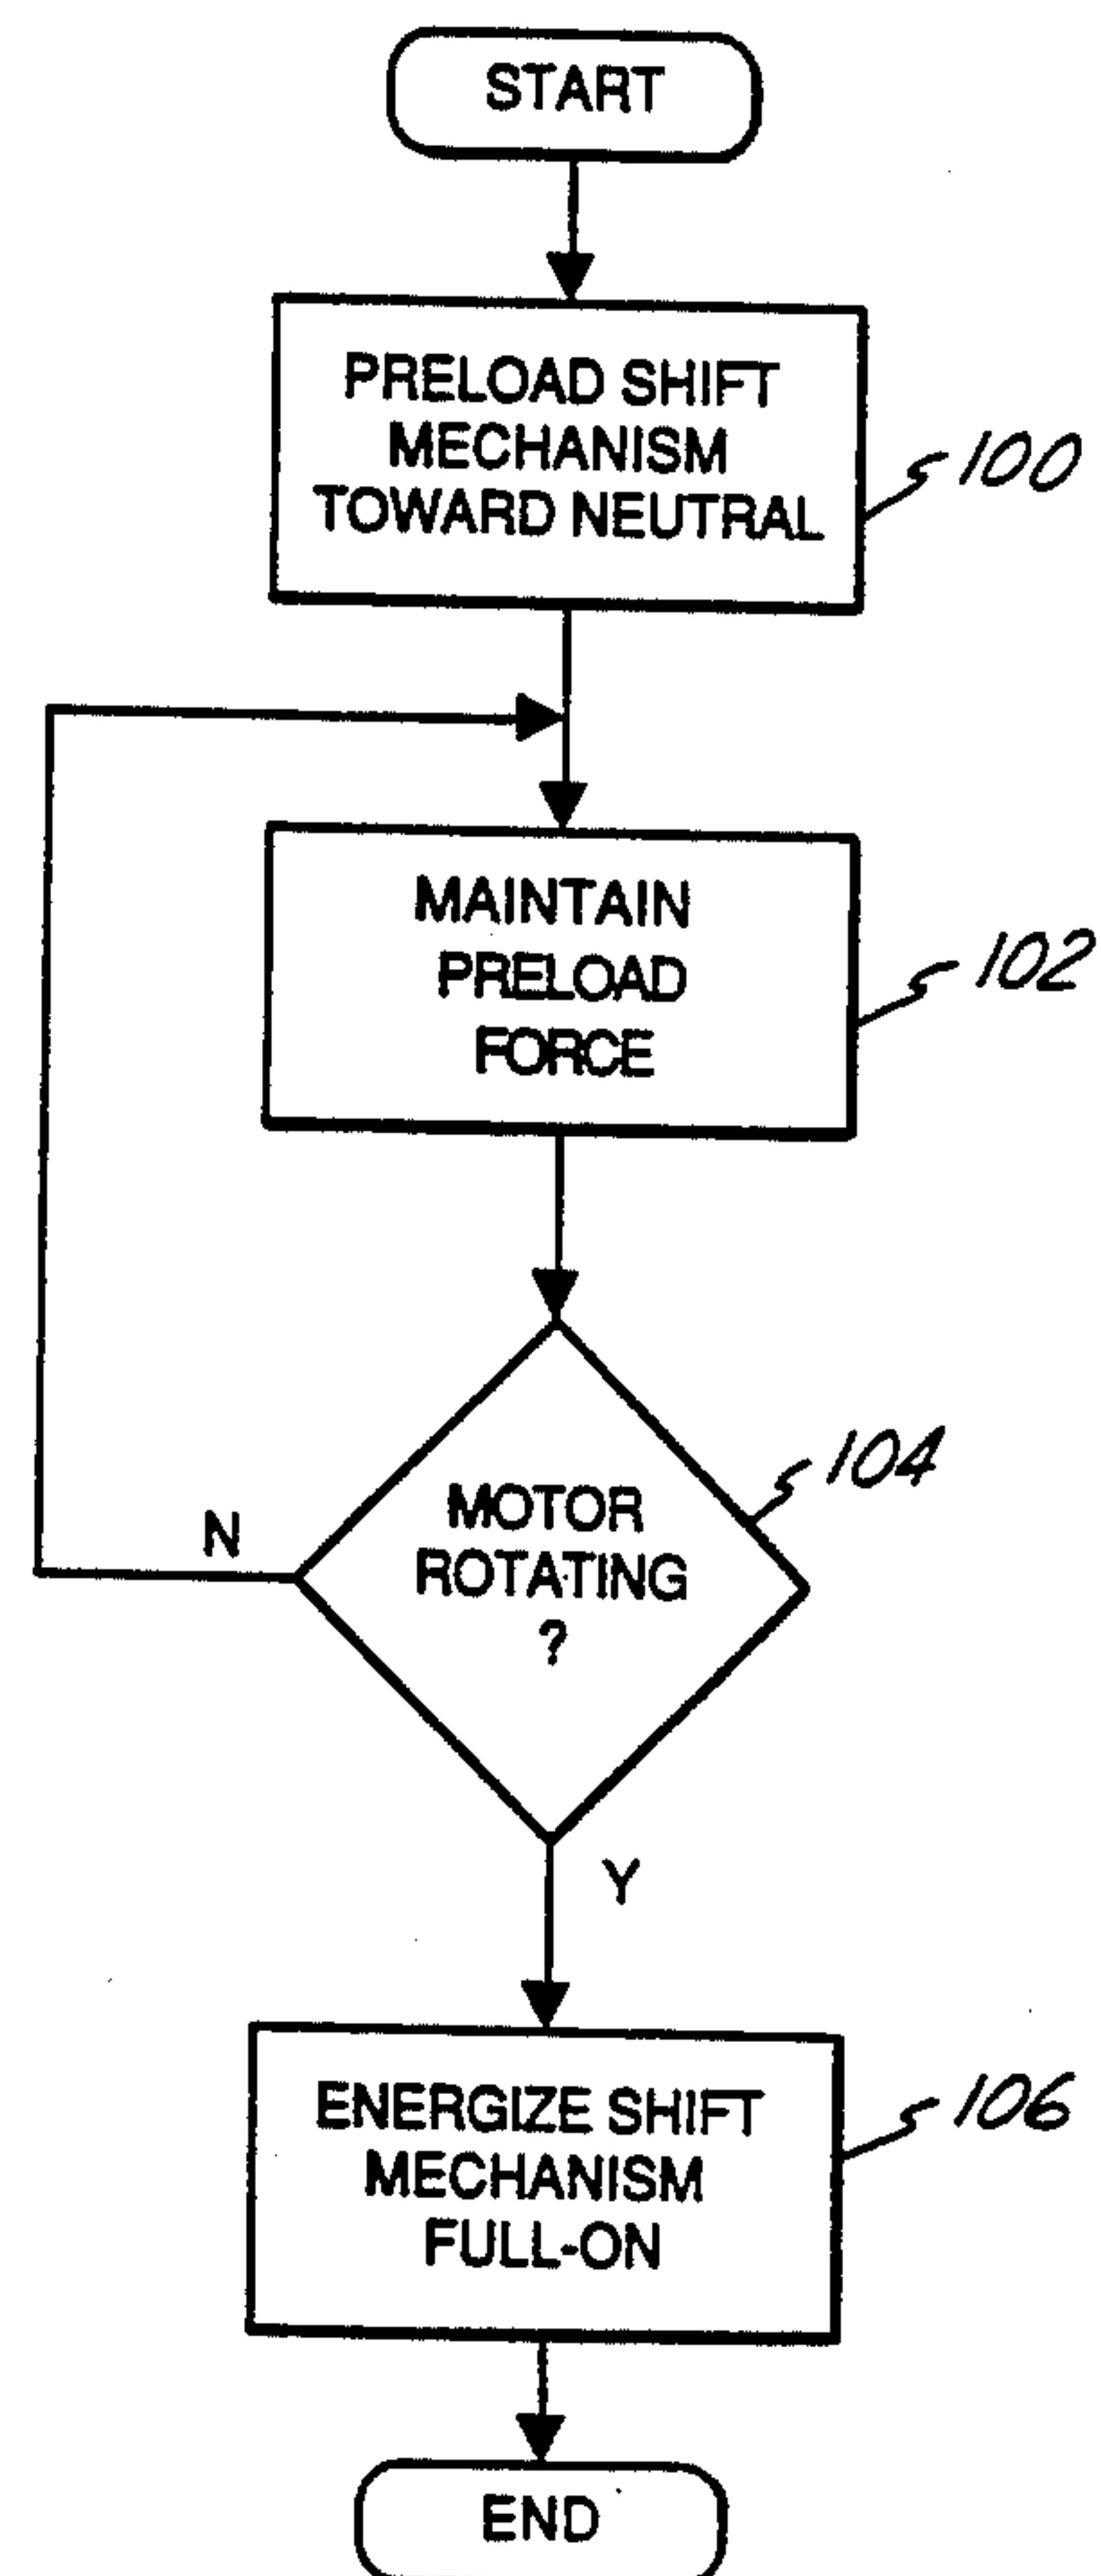 START
PRELOAD SHIFT
MECHANISM
TOWARD NEUTRAL
100
MAINTAIN
PRELOAD
FORCE
102
MOTOR
ROTATING
?
104
N
Y
ENERGIZE SHIFT
MECHANISM
FULL-ON
106
END